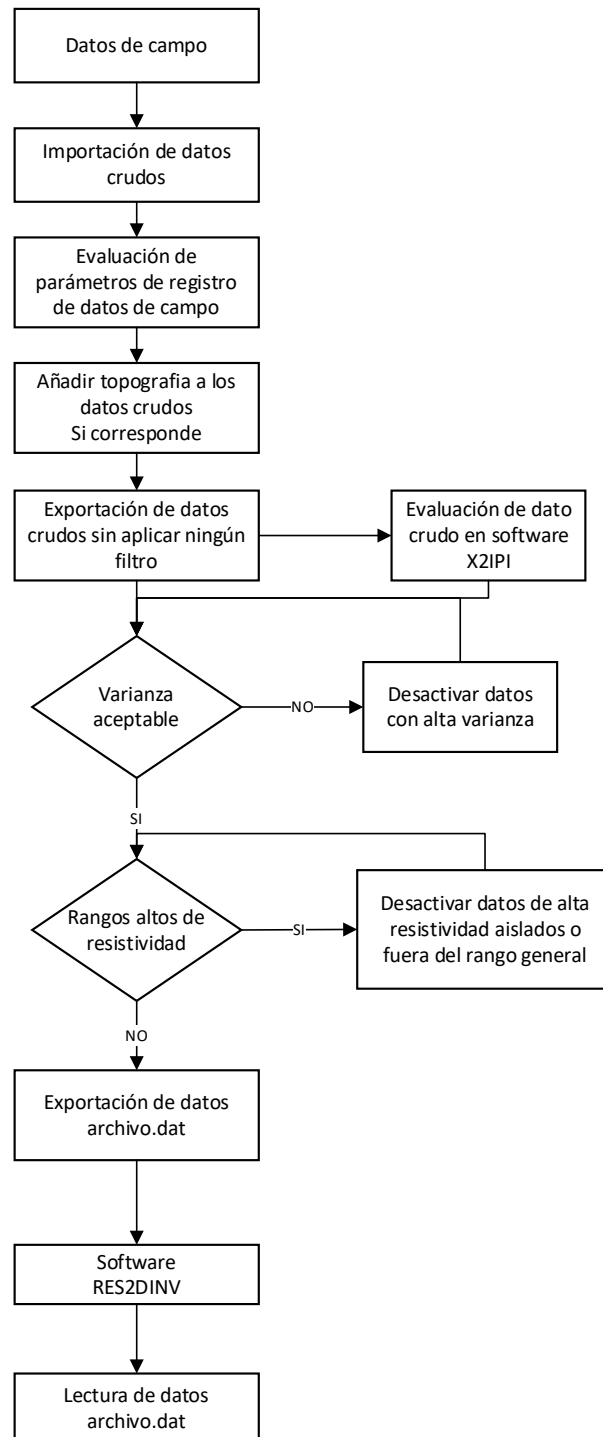 Datos de campo
Importación de datos
crudos
Evaluación de
parámetros de registro
de datos de campo
Añadir topografia a los
datos crudos
Si corresponde
Exportación de datos
crudos sin aplicar ningún
filtro
Evaluación de dato
crudo en software
X2IPI
Varianza
aceptable
NO
Desactivar datos
con alta varianza
SI
Rangos altos de
resistividad
SI
Desactivar datos de alta
resistividad aislados o
fuera del rango general
NO
Exportación de datos
archivo.dat
Software
RES2DINV
Lectura de datos
archivo.dat